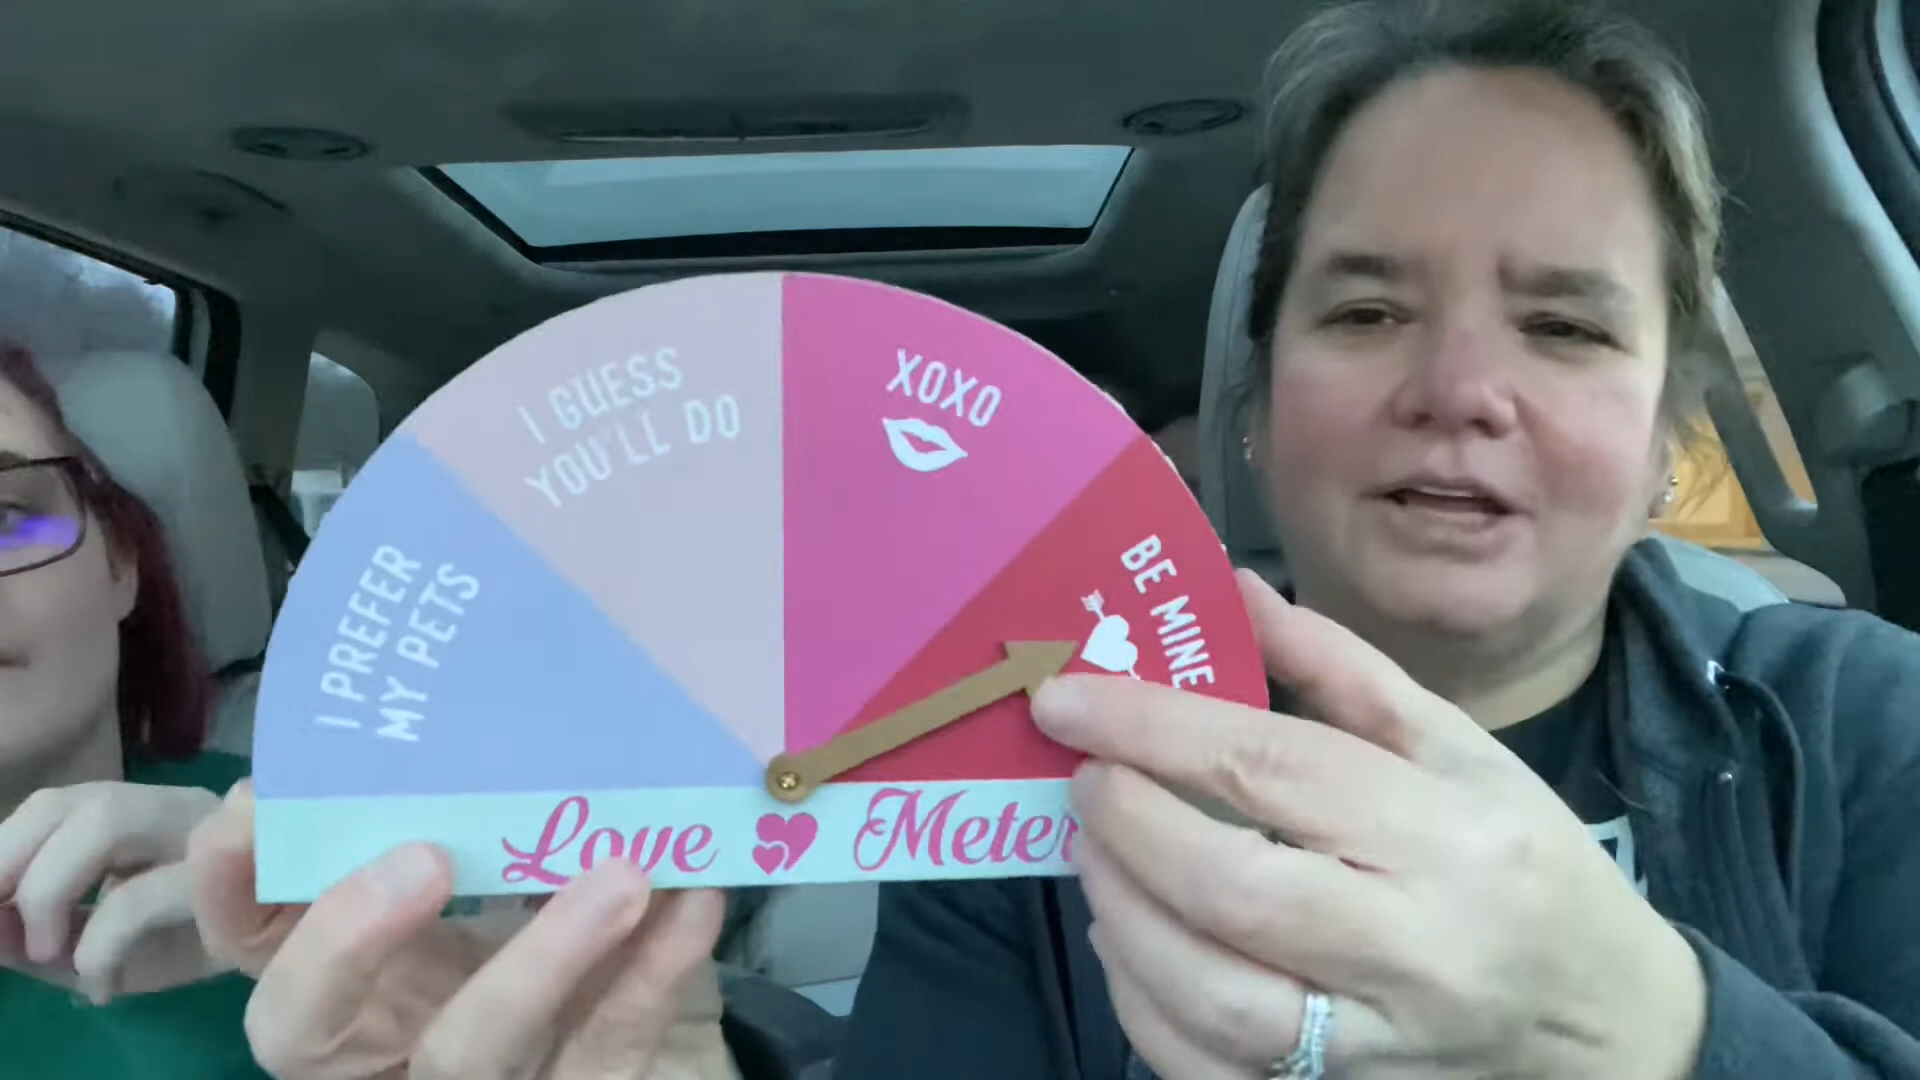 I PREFER
MY PETS
I GUESS
YOU'LL DO
XOXO
BE MINE
Love Meter